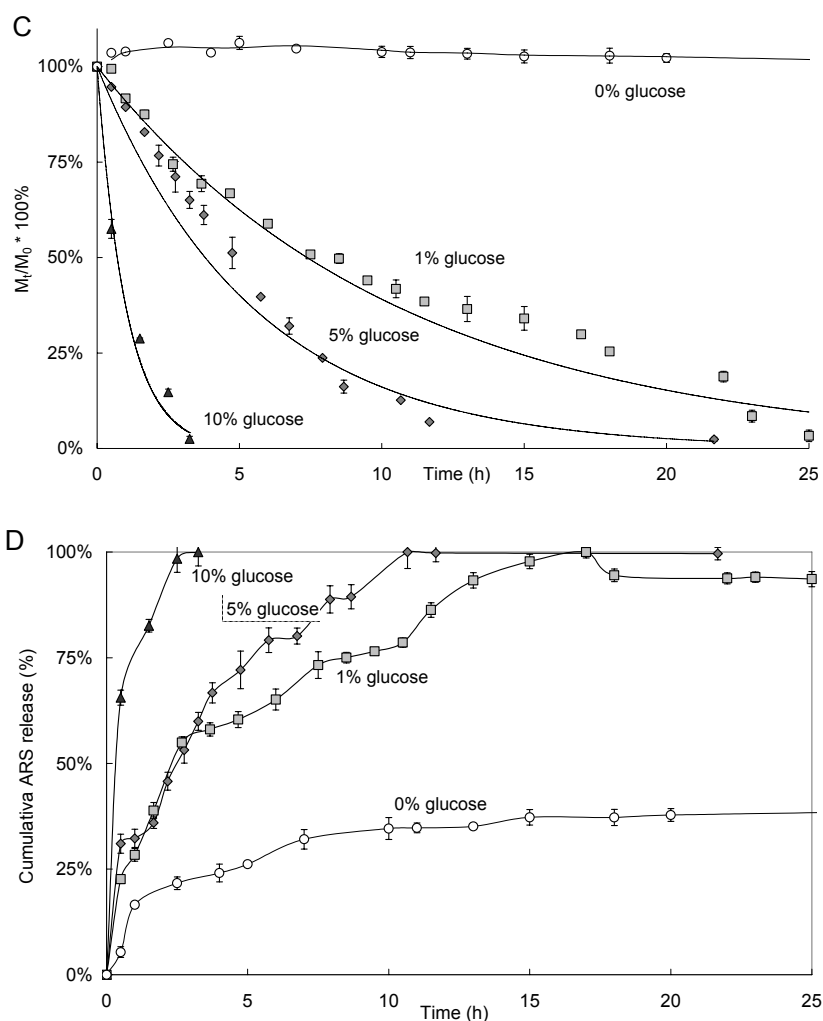 C
100%
0% glucose
75%
Mₜ/M₀ * 100%
50%
1% glucose
5% glucose
25%
10% glucose
0%
0 5 10 15 20 25
Time (h)
D
100%
10% glucose
5% glucose
75%
1% glucose
Cumulativa ARS release (%)
50%
0% glucose
25%
0%
0 5 10 15 20 25
Time (h)